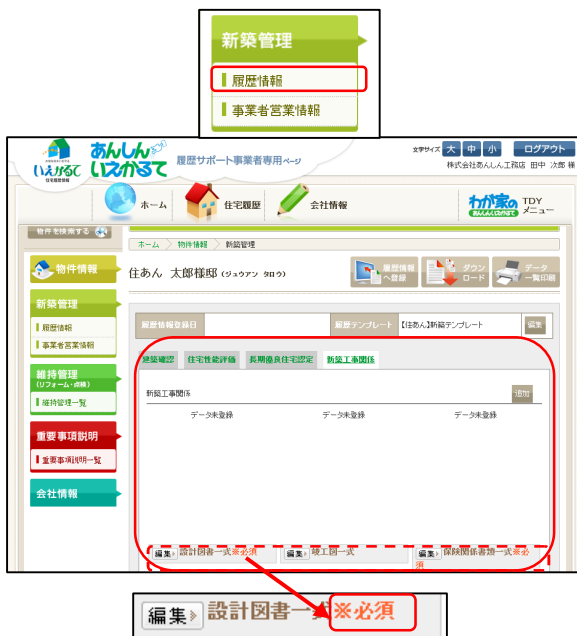 新築管理
履歴情報
事業者営業情報
いえかるて
あんしん
いえかるて
履歴サポート事業者専用ページ
文字サイズ 大 中 小 ログアウト
株式会社あんしん工務店 田中 次郎 様
ホーム 住宅履歴 会社情報
わが家の TDY
あんしんいえかるて メニュー
物件を検索する
ホーム 物件情報 新築管理
物件情報
住あん 太郎様邸 (ジュウアン タロウ)
履歴情報
へ登録
ダウン
ロード
データ
一覧印刷
新築管理
履歴情報
事業者営業情報
履歴情報登録日 履歴テンプレート 【住あん】新築テンプレート 編集
建築確認 住宅性能評価 長期優良住宅認定 新築工事関係
維持管理
(リフォーム・点検)
維持管理一覧
新築工事関係 追加
データ未登録 データ未登録 データ未登録
重要事項説明
重要事項説明一覧
会社情報
編集 設計図書一式※必須 編集 竣工図一式 編集 保険関係書類一式※必
須
編集 設計図書一式※必須